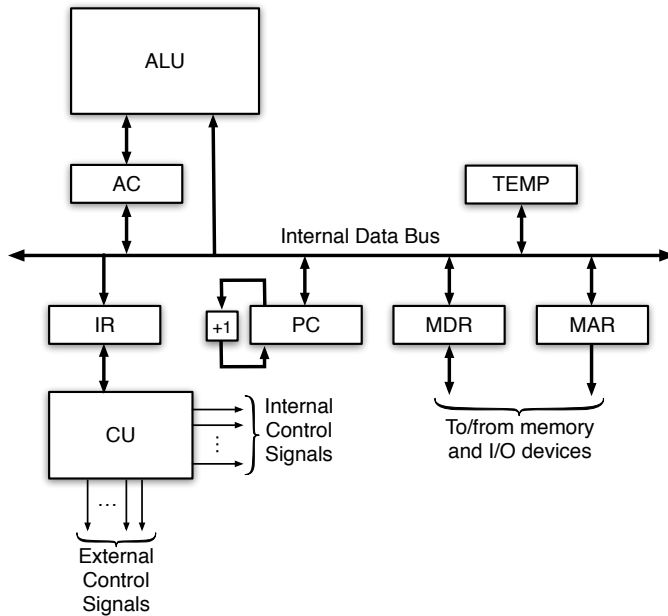 ALU
AC
TEMP
Internal Data Bus
IR
+1
PC
MDR
MAR
CU
...
Internal
Control
Signals
To/from memory
and I/O devices
...
External
Control
Signals